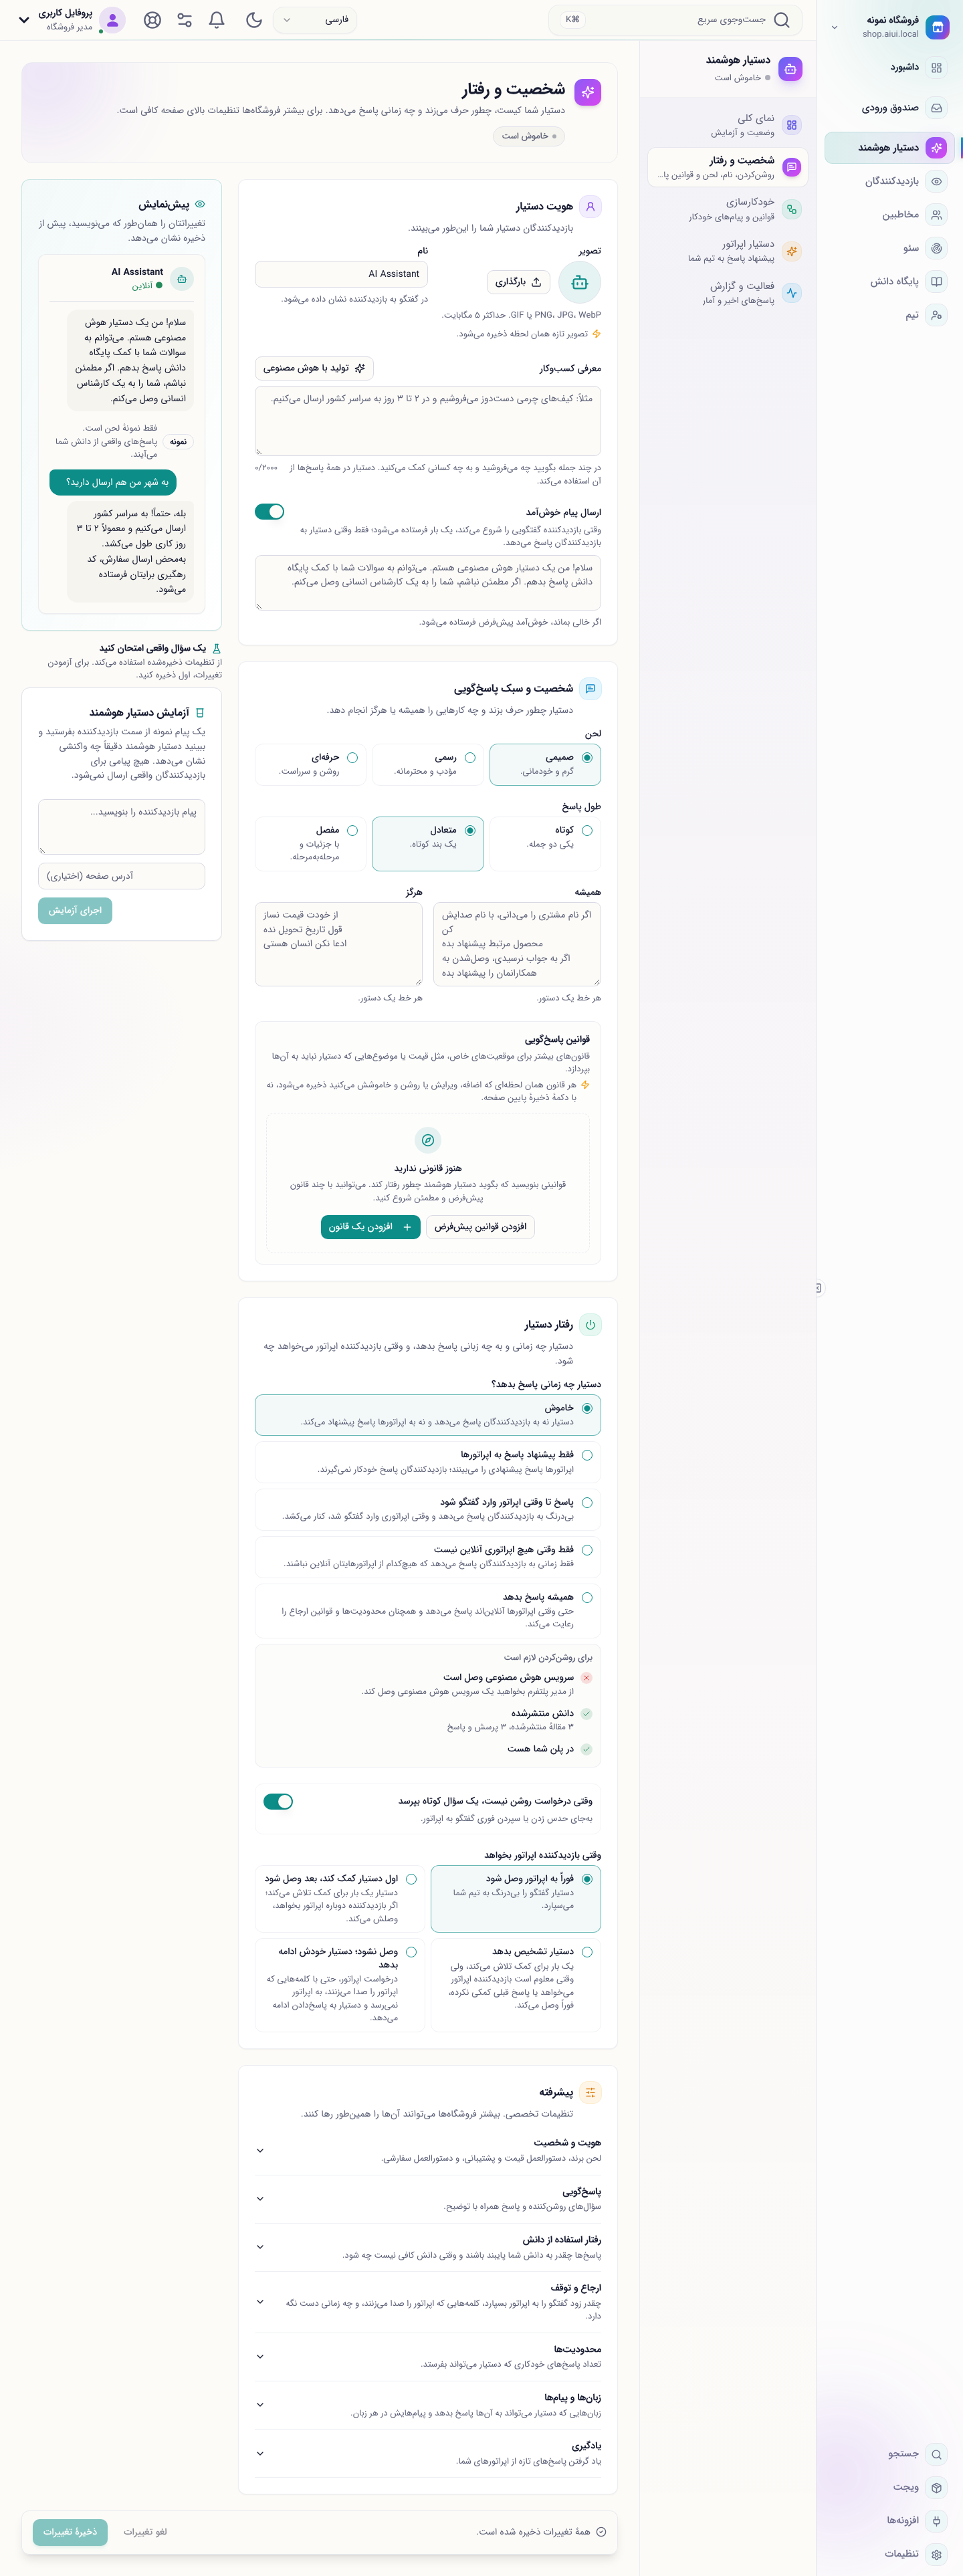 فروشگاه نمونه
shop.aiui.local
داشبورد
صندوق ورودی
دستیار هوشمند
بازدیدکنندگان
مخاطبین
سئو
پایگاه دانش
تیم
جستجو
ویجت
افزونه‌ها
تنظیمات
جست‌وجوی سریع
⌘K
فارسی
پروفایل کاربری
مدیر فروشگاه
دستیار هوشمند
خاموش است
نمای کلی
وضعیت و آزمایش
شخصیت و رفتار
روشن‌کردن، نام، لحن و قوانین پا...
خودکارسازی
قوانین و پیام‌های خودکار
دستیار اپراتور
پیشنهاد پاسخ به تیم شما
فعالیت و گزارش
پاسخ‌های اخیر و آمار
شخصیت و رفتار
دستیار شما کیست، چطور حرف می‌زند و چه زمانی پاسخ می‌دهد. برای بیشتر فروشگاه‌ها تنظیمات بالای صفحه کافی است.
خاموش است
هویت دستیار
بازدیدکنندگان دستیار شما را این‌طور می‌بینند.
تصویر
بارگذاری
PNG، JPG، WebP یا GIF. حداکثر ۵ مگابایت.
تصویر تازه همان لحظه ذخیره می‌شود.
نام
AI Assistant
در گفتگو به بازدیدکننده نشان داده می‌شود.
معرفی کسب‌وکار
تولید با هوش مصنوعی
مثلاً: کیف‌های چرمی دست‌دوز می‌فروشیم و در ۲ تا ۳ روز به سراسر کشور ارسال می‌کنیم.
در چند جمله بگویید چه می‌فروشید و به چه کسانی کمک می‌کنید. دستیار در همهٔ پاسخ‌ها از
آن استفاده می‌کند.
۰/۲۰۰۰
ارسال پیام خوش‌آمد
وقتی بازدیدکننده گفتگویی را شروع می‌کند، یک بار فرستاده می‌شود؛ فقط وقتی دستیار به
بازدیدکنندگان پاسخ می‌دهد.
سلام! من یک دستیار هوش مصنوعی هستم. می‌توانم به سوالات شما با کمک پایگاه
دانش پاسخ بدهم. اگر مطمئن نباشم، شما را به یک کارشناس انسانی وصل می‌کنم.
اگر خالی بماند، خوش‌آمد پیش‌فرض فرستاده می‌شود.
شخصیت و سبک پاسخ‌گویی
دستیار چطور حرف بزند و چه کارهایی را همیشه یا هرگز انجام دهد.
لحن
صمیمی
گرم و خودمانی.
رسمی
مؤدب و محترمانه.
حرفه‌ای
روشن و سرراست.
طول پاسخ
کوتاه
یکی دو جمله.
متعادل
یک بند کوتاه.
مفصل
با جزئیات و
مرحله‌به‌مرحله.
همیشه
اگر نام مشتری را می‌دانی، با نام صدایش
کن
محصول مرتبط پیشنهاد بده
اگر به جواب نرسیدی، وصل‌شدن به
همکارانمان را پیشنهاد بده
هر خط یک دستور.
هرگز
از خودت قیمت نساز
قول تاریخ تحویل نده
ادعا نکن انسان هستی
هر خط یک دستور.
قوانین پاسخ‌گویی
قانون‌های بیشتر برای موقعیت‌های خاص، مثل قیمت یا موضوع‌هایی که دستیار نباید به آن‌ها
بپردازد.
هر قانون همان لحظه‌ای که اضافه، ویرایش یا روشن و خاموشش می‌کنید ذخیره می‌شود، نه
با دکمهٔ ذخیرهٔ پایین صفحه.
هنوز قانونی ندارید
قوانینی بنویسید که بگوید دستیار هوشمند چطور رفتار کند. می‌توانید با چند قانون
پیش‌فرض و مطمئن شروع کنید.
افزودن قوانین پیش‌فرض
افزودن یک قانون
رفتار دستیار
دستیار چه زمانی و به چه زبانی پاسخ بدهد، و وقتی بازدیدکننده اپراتور می‌خواهد چه
شود.
دستیار چه زمانی پاسخ بدهد؟
خاموش
دستیار نه به بازدیدکنندگان پاسخ می‌دهد و نه به اپراتورها پاسخ پیشنهاد می‌کند.
فقط پیشنهاد پاسخ به اپراتورها
اپراتورها پاسخ پیشنهادی را می‌بینند؛ بازدیدکنندگان پاسخ خودکار نمی‌گیرند.
پاسخ تا وقتی اپراتور وارد گفتگو شود
بی‌درنگ به بازدیدکنندگان پاسخ می‌دهد و وقتی اپراتوری وارد گفتگو شد، کنار می‌کشد.
فقط وقتی هیچ اپراتوری آنلاین نیست
فقط زمانی به بازدیدکنندگان پاسخ می‌دهد که هیچ‌کدام از اپراتورهایتان آنلاین نباشند.
همیشه پاسخ بدهد
حتی وقتی اپراتورها آنلاین‌اند پاسخ می‌دهد و همچنان محدودیت‌ها و قوانین ارجاع را
رعایت می‌کند.
برای روشن‌کردن لازم است
سرویس هوش مصنوعی وصل است
از مدیر پلتفرم بخواهید یک سرویس هوش مصنوعی وصل کند.
دانش منتشرشده
۳ مقالهٔ منتشرشده، ۳ پرسش و پاسخ
در پلن شما هست
وقتی درخواست روشن نیست، یک سؤال کوتاه بپرسد
به‌جای حدس زدن یا سپردن فوری گفتگو به اپراتور.
وقتی بازدیدکننده اپراتور بخواهد
فوراً به اپراتور وصل شود
دستیار گفتگو را بی‌درنگ به تیم شما
می‌سپارد.
اول دستیار کمک کند، بعد وصل شود
دستیار یک بار برای کمک تلاش می‌کند؛
اگر بازدیدکننده دوباره اپراتور بخواهد،
وصلش می‌کند.
دستیار تشخیص بدهد
یک بار برای کمک تلاش می‌کند، ولی
وقتی معلوم است بازدیدکننده اپراتور
می‌خواهد یا پاسخ قبلی کمکی نکرده،
فوراً وصل می‌کند.
وصل نشود؛ دستیار خودش ادامه
بدهد
درخواست اپراتور، حتی با کلمه‌هایی که
اپراتور را صدا می‌زنند، به اپراتور
نمی‌رسد و دستیار به پاسخ‌دادن ادامه
می‌دهد.
پیشرفته
تنظیمات تخصصی. بیشتر فروشگاه‌ها می‌توانند آن‌ها را همین‌طور رها کنند.
هویت و شخصیت
لحن برند، دستورالعمل قیمت و پشتیبانی، و دستورالعمل سفارشی.
پاسخ‌گویی
سؤال‌های روشن‌کننده و پاسخ همراه با توضیح.
رفتار استفاده از دانش
پاسخ‌ها چقدر به دانش شما پایبند باشند و وقتی دانش کافی نیست چه شود.
ارجاع و توقف
چقدر زود گفتگو را به اپراتور بسپارد، کلمه‌هایی که اپراتور را صدا می‌زنند، و چه زمانی دست نگه
دارد.
محدودیت‌ها
تعداد پاسخ‌های خودکاری که دستیار می‌تواند بفرستد.
زبان‌ها و پیام‌ها
زبان‌هایی که دستیار می‌تواند به آن‌ها پاسخ بدهد و پیام‌هایش در هر زبان.
یادگیری
یاد گرفتن پاسخ‌های تازه از اپراتورهای شما.
همهٔ تغییرات ذخیره شده است.
لغو تغییرات
ذخیرهٔ تغییرات
پیش‌نمایش
تغییراتتان را همان‌طور که می‌نویسید، پیش از
ذخیره نشان می‌دهد.
AI Assistant
آنلاین
سلام! من یک دستیار هوش
مصنوعی هستم. می‌توانم به
سوالات شما با کمک پایگاه
دانش پاسخ بدهم. اگر مطمئن
نباشم، شما را به یک کارشناس
انسانی وصل می‌کنم.
نمونه
فقط نمونهٔ لحن است.
پاسخ‌های واقعی از دانش شما
می‌آیند.
به شهر من هم ارسال دارید؟
بله، حتماً! به سراسر کشور
ارسال می‌کنیم و معمولاً ۲ تا ۳
روز کاری طول می‌کشد.
به‌محض ارسال سفارش، کد
رهگیری برایتان فرستاده
می‌شود.
یک سؤال واقعی امتحان کنید
از تنظیمات ذخیره‌شده استفاده می‌کند. برای آزمودن
تغییرات، اول ذخیره کنید.
آزمایش دستیار هوشمند
یک پیام نمونه از سمت بازدیدکننده بفرستید و
ببینید دستیار هوشمند دقیقاً چه واکنشی
نشان می‌دهد. هیچ پیامی برای
بازدیدکنندگان واقعی ارسال نمی‌شود.
پیام بازدیدکننده را بنویسید...
آدرس صفحه (اختیاری)
اجرای آزمایش